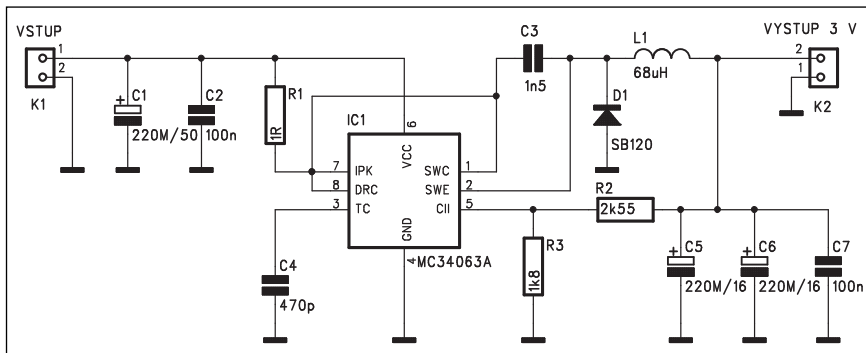 VSTUP
1
2
K1
C1
220M/50
C2
100n
R1
1R
IC1
6
VCC
7
IPK
8
DRC
3
TC
GND
4
MC34063A
SWC
1
SWE
2
CII
5
C4
470p
C3
1n5
L1
68uH
D1
SB120
R2
2k55
R3
1k8
VYSTUP 3 V
2
1
K2
C5
220M/16
C6
220M/16
C7
100n